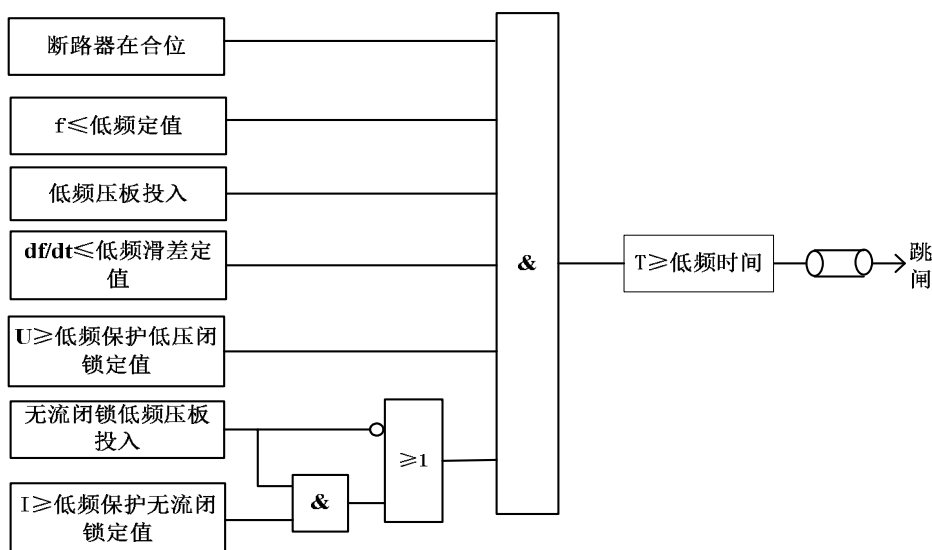 断路器在合位
f≤低频定值
低频压板投入
df/dt≤低频滑差定
值
U≥低频保护低压闭
锁定值
无流闭锁低频压板
投入
I≥低频保护无流闭
锁定值
&
≥1
&
T≥低频时间
跳
闸